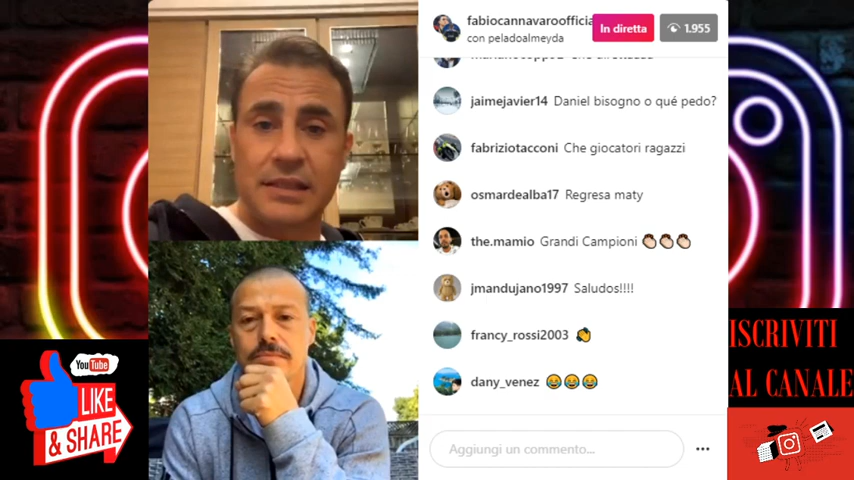 fabiocannavarooficia
con peladoalmeyda
In diretta
1.955
jaimejavier14 Daniel bisogno o qué pedo?
fabriziotacconi Che giocatori ragazzi
osmardealba17 Regresa maty
the.mamio Grandi Campioni 👏🏻👏🏻👏🏻
jmandujano1997 Saludos!!!!
francy_rossi2003 👏
dany_venez 😂😂😂
Aggiungi un commento...
YouTube
LIKE
& SHARE
ISCRIVITI
AL CANALE